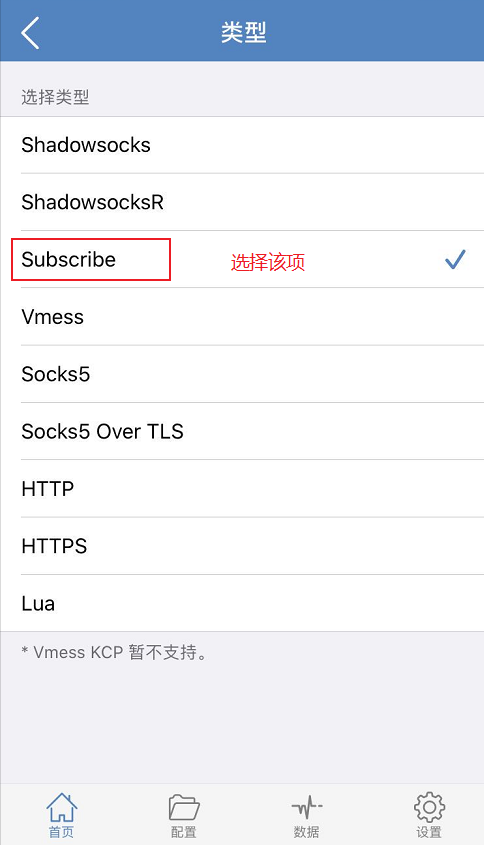 类型
选择类型
Shadowsocks
ShadowsocksR
Subscribe 选择该项
Vmess
Socks5
Socks5 Over TLS
HTTP
HTTPS
Lua
* Vmess KCP 暂不支持。
首页 配置 数据 设置